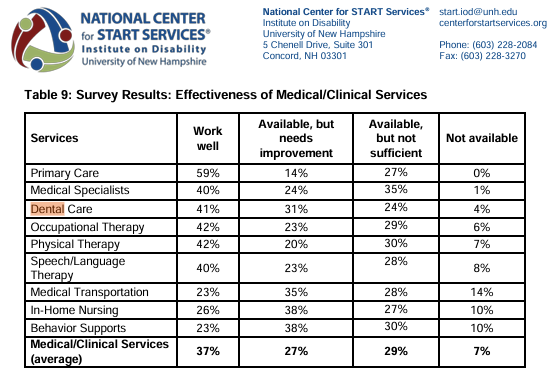 NATIONAL CENTER
for START SERVICES®
Institute on Disability
University of New Hampshire
National Center for START Services®
Institute on Disability
University of New Hampshire
5 Chenell Drive, Suite 301
Concord, NH 03301
start.iod@unh.edu
centerforstartservices.org
Phone: (603) 228-2084
Fax: (603) 228-3270
Table 9: Survey Results: Effectiveness of Medical/Clinical Services
Services | Work well | Available, but needs improvement | Available, but not sufficient | Not available
Primary Care 59% 14% 27% 0%
Medical Specialists 40% 24% 35% 1%
Dental Care 41% 31% 24% 4%
Occupational Therapy 42% 23% 29% 6%
Physical Therapy 42% 20% 30% 7%
Speech/Language Therapy 40% 23% 28% 8%
Medical Transportation 23% 35% 28% 14%
In-Home Nursing 26% 38% 27% 10%
Behavior Supports 23% 38% 30% 10%
Medical/Clinical Services (average) 37% 27% 29% 7%